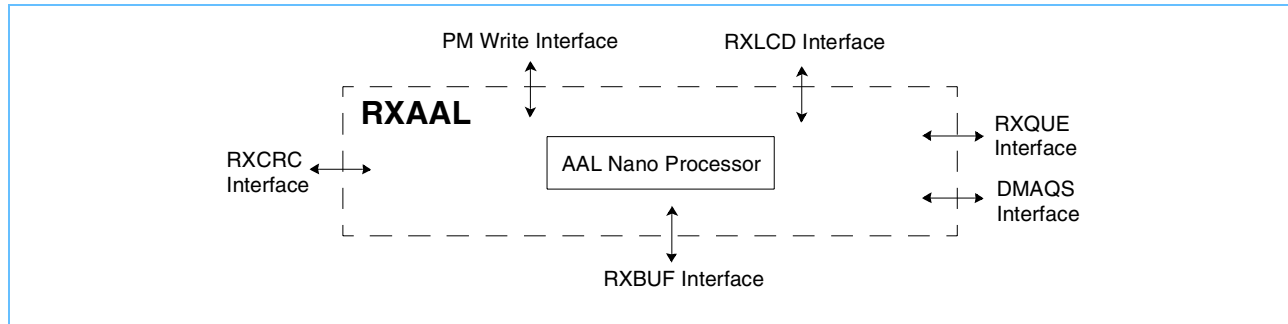 PM Write Interface
RXLCD Interface
RXAAL
RXQUE
Interface
RXCRC
Interface
AAL Nano Processor
DMAQS
Interface
RXBUF Interface